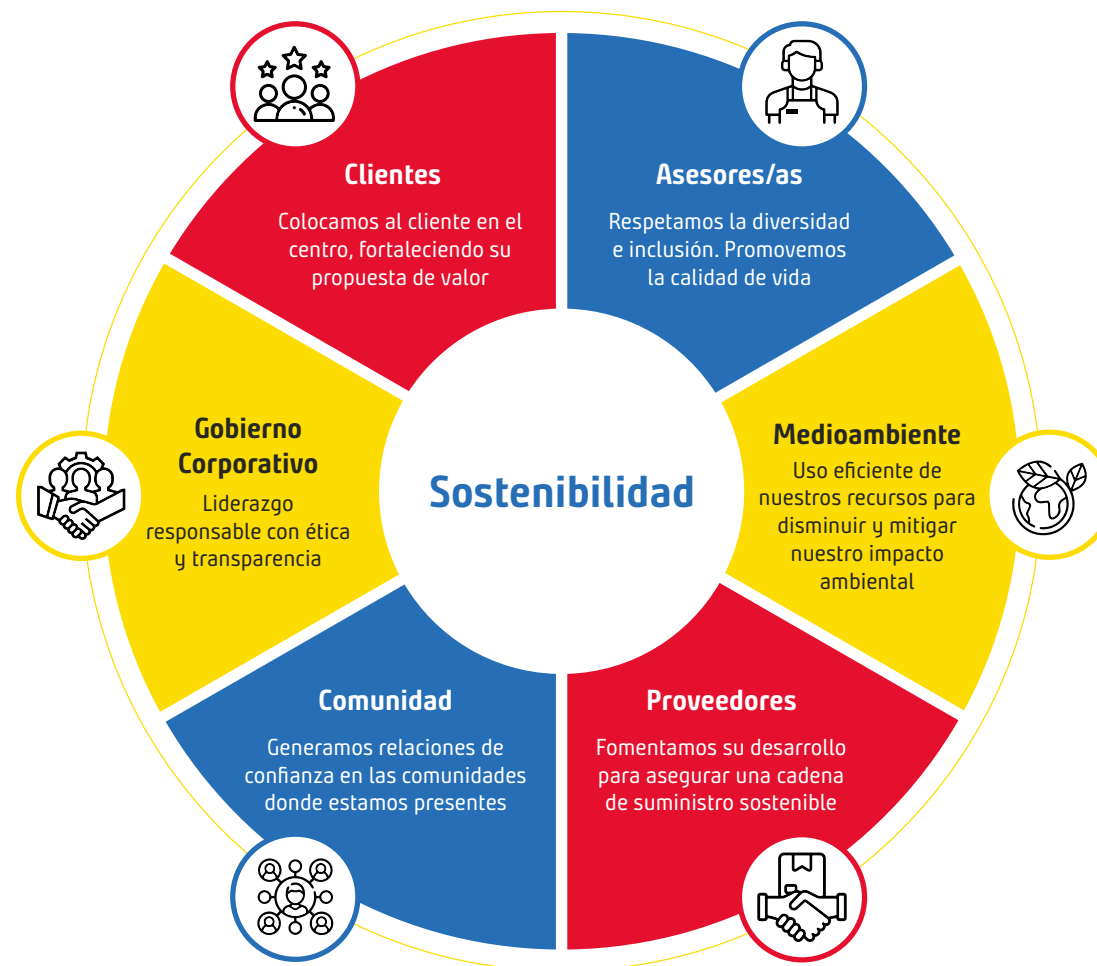 Clientes
Colocamos al cliente en el
centro, fortaleciendo su
propuesta de valor
Asesores/as
Respetamos la diversidad
e inclusión. Promovemos
la calidad de vida
Gobierno
Corporativo
Liderazgo
responsable con ética
y transparencia
Sostenibilidad
Medioambiente
Uso eficiente de
nuestros recursos para
disminuir y mitigar
nuestro impacto
ambiental
Comunidad
Generamos relaciones de
confianza en las comunidades
donde estamos presentes
Proveedores
Fomentamos su desarrollo
para asegurar una cadena
de suministro sostenible